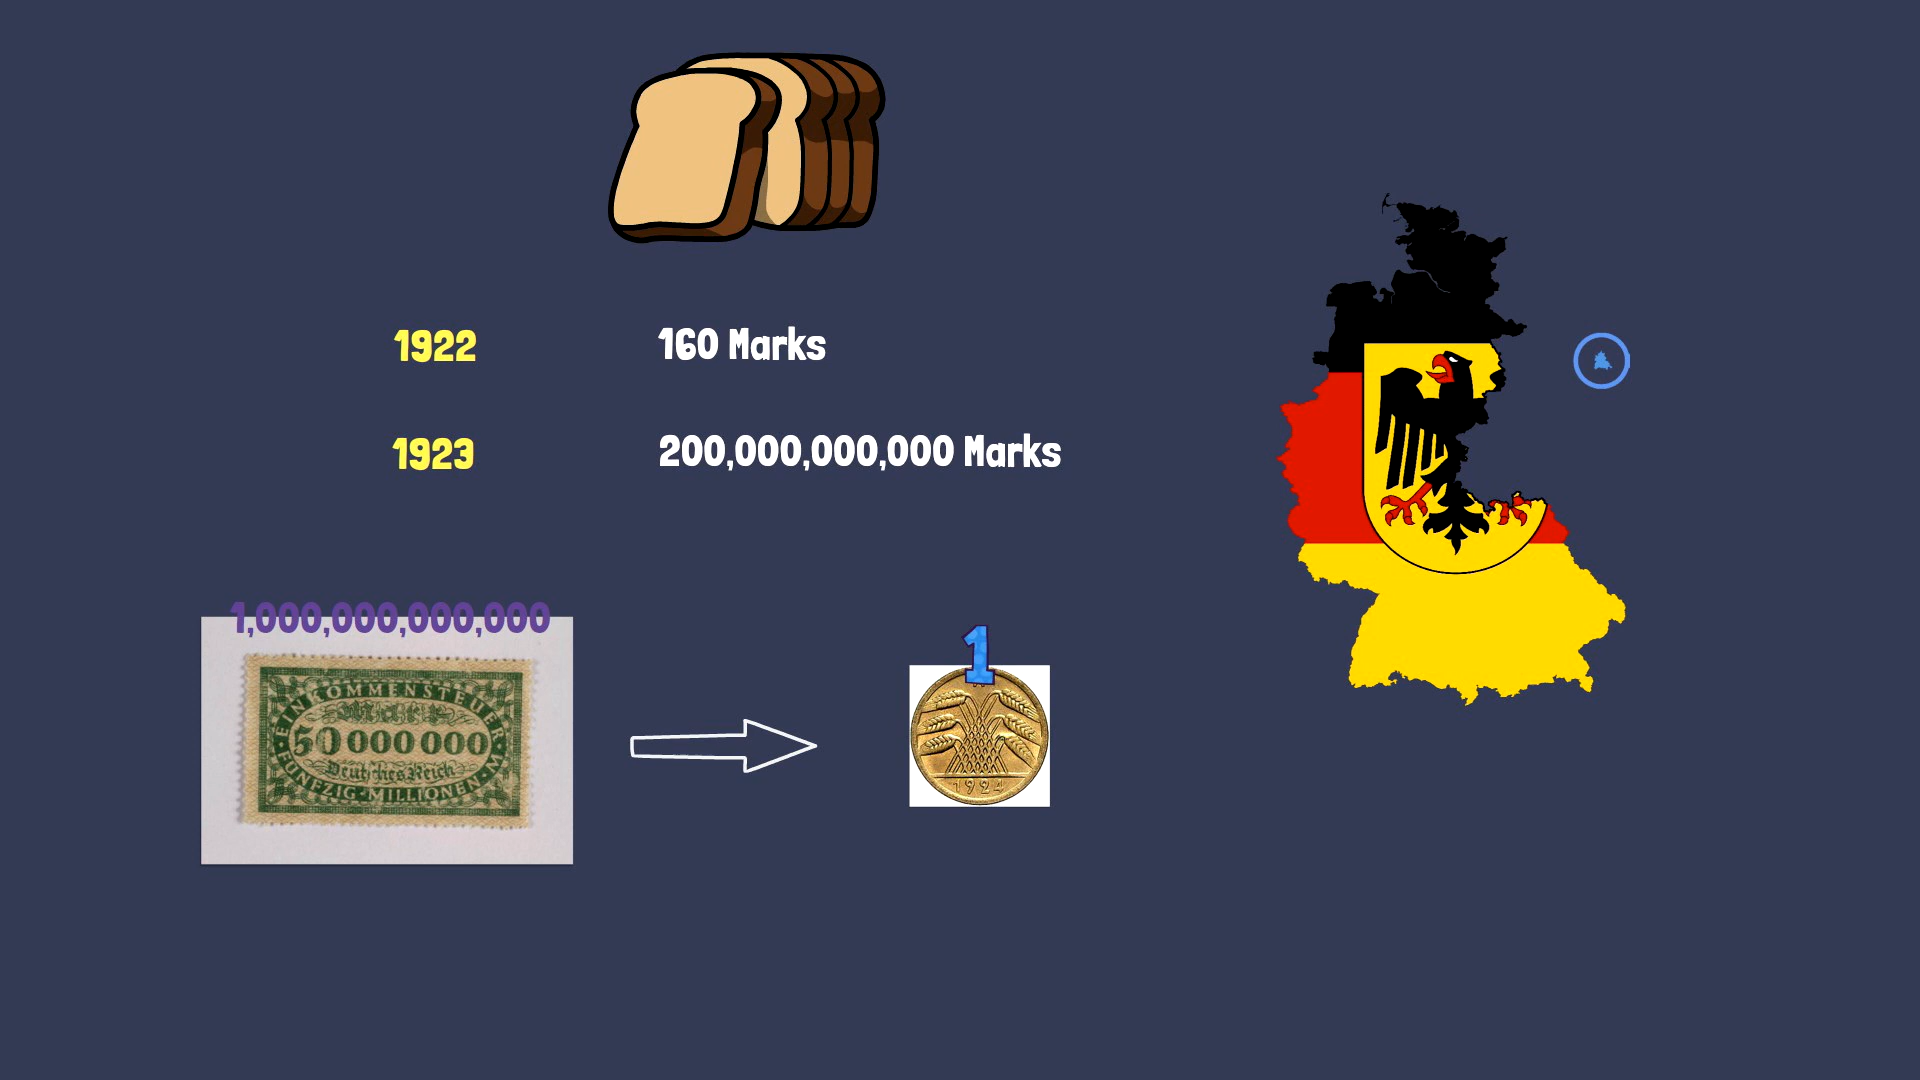 1922 160 Marks
1923 200,000,000,000 Marks
1,000,000,000,000
EINKOMMENSTEUER
Mark
50 000 000
Deutsches Reich
FÜNFZIG·MILLIONEN·M
1
1924